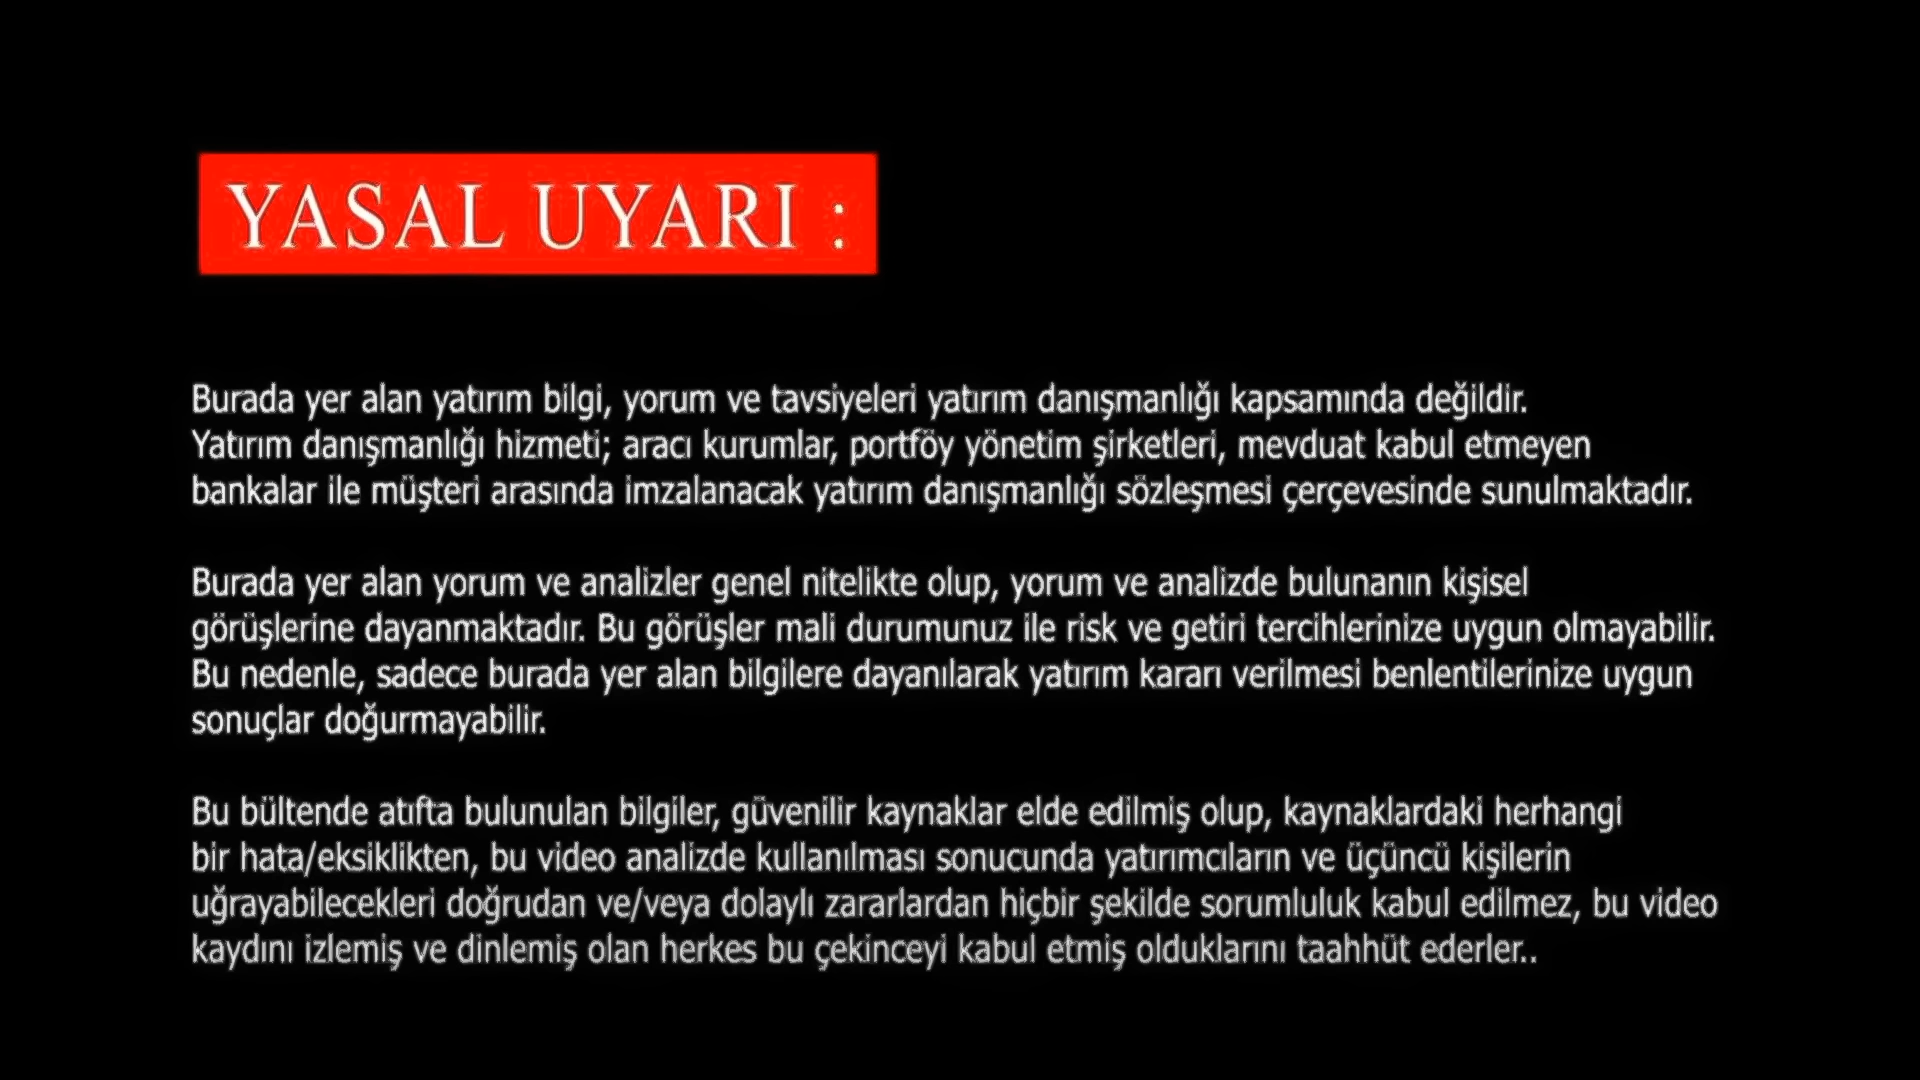 YASAL UYARI :
Burada yer alan yatırım bilgi, yorum ve tavsiyeleri yatırım danışmanlığı kapsamında değildir.
Yatırım danışmanlığı hizmeti; aracı kurumlar, portföy yönetim şirketleri, mevduat kabul etmeyen
bankalar ile müşteri arasında imzalanacak yatırım danışmanlığı sözleşmesi çerçevesinde sunulmaktadır.
Burada yer alan yorum ve analizler genel nitelikte olup, yorum ve analizde bulunanın kişisel
görüşlerine dayanmaktadır. Bu görüşler mali durumunuz ile risk ve getiri tercihlerinize uygun olmayabilir.
Bu nedenle, sadece burada yer alan bilgilere dayanılarak yatırım kararı verilmesi benlentilerinize uygun
sonuçlar doğurmayabilir.
Bu bültende atıfta bulunulan bilgiler, güvenilir kaynaklar elde edilmiş olup, kaynaklardaki herhangi
bir hata/eksiklikten, bu video analizde kullanılması sonucunda yatırımcıların ve üçüncü kişilerin
uğrayabilecekleri doğrudan ve/veya dolaylı zararlardan hiçbir şekilde sorumluluk kabul edilmez, bu video
kaydını izlemiş ve dinlemiş olan herkes bu çekinceyi kabul etmiş olduklarını taahhüt ederler..